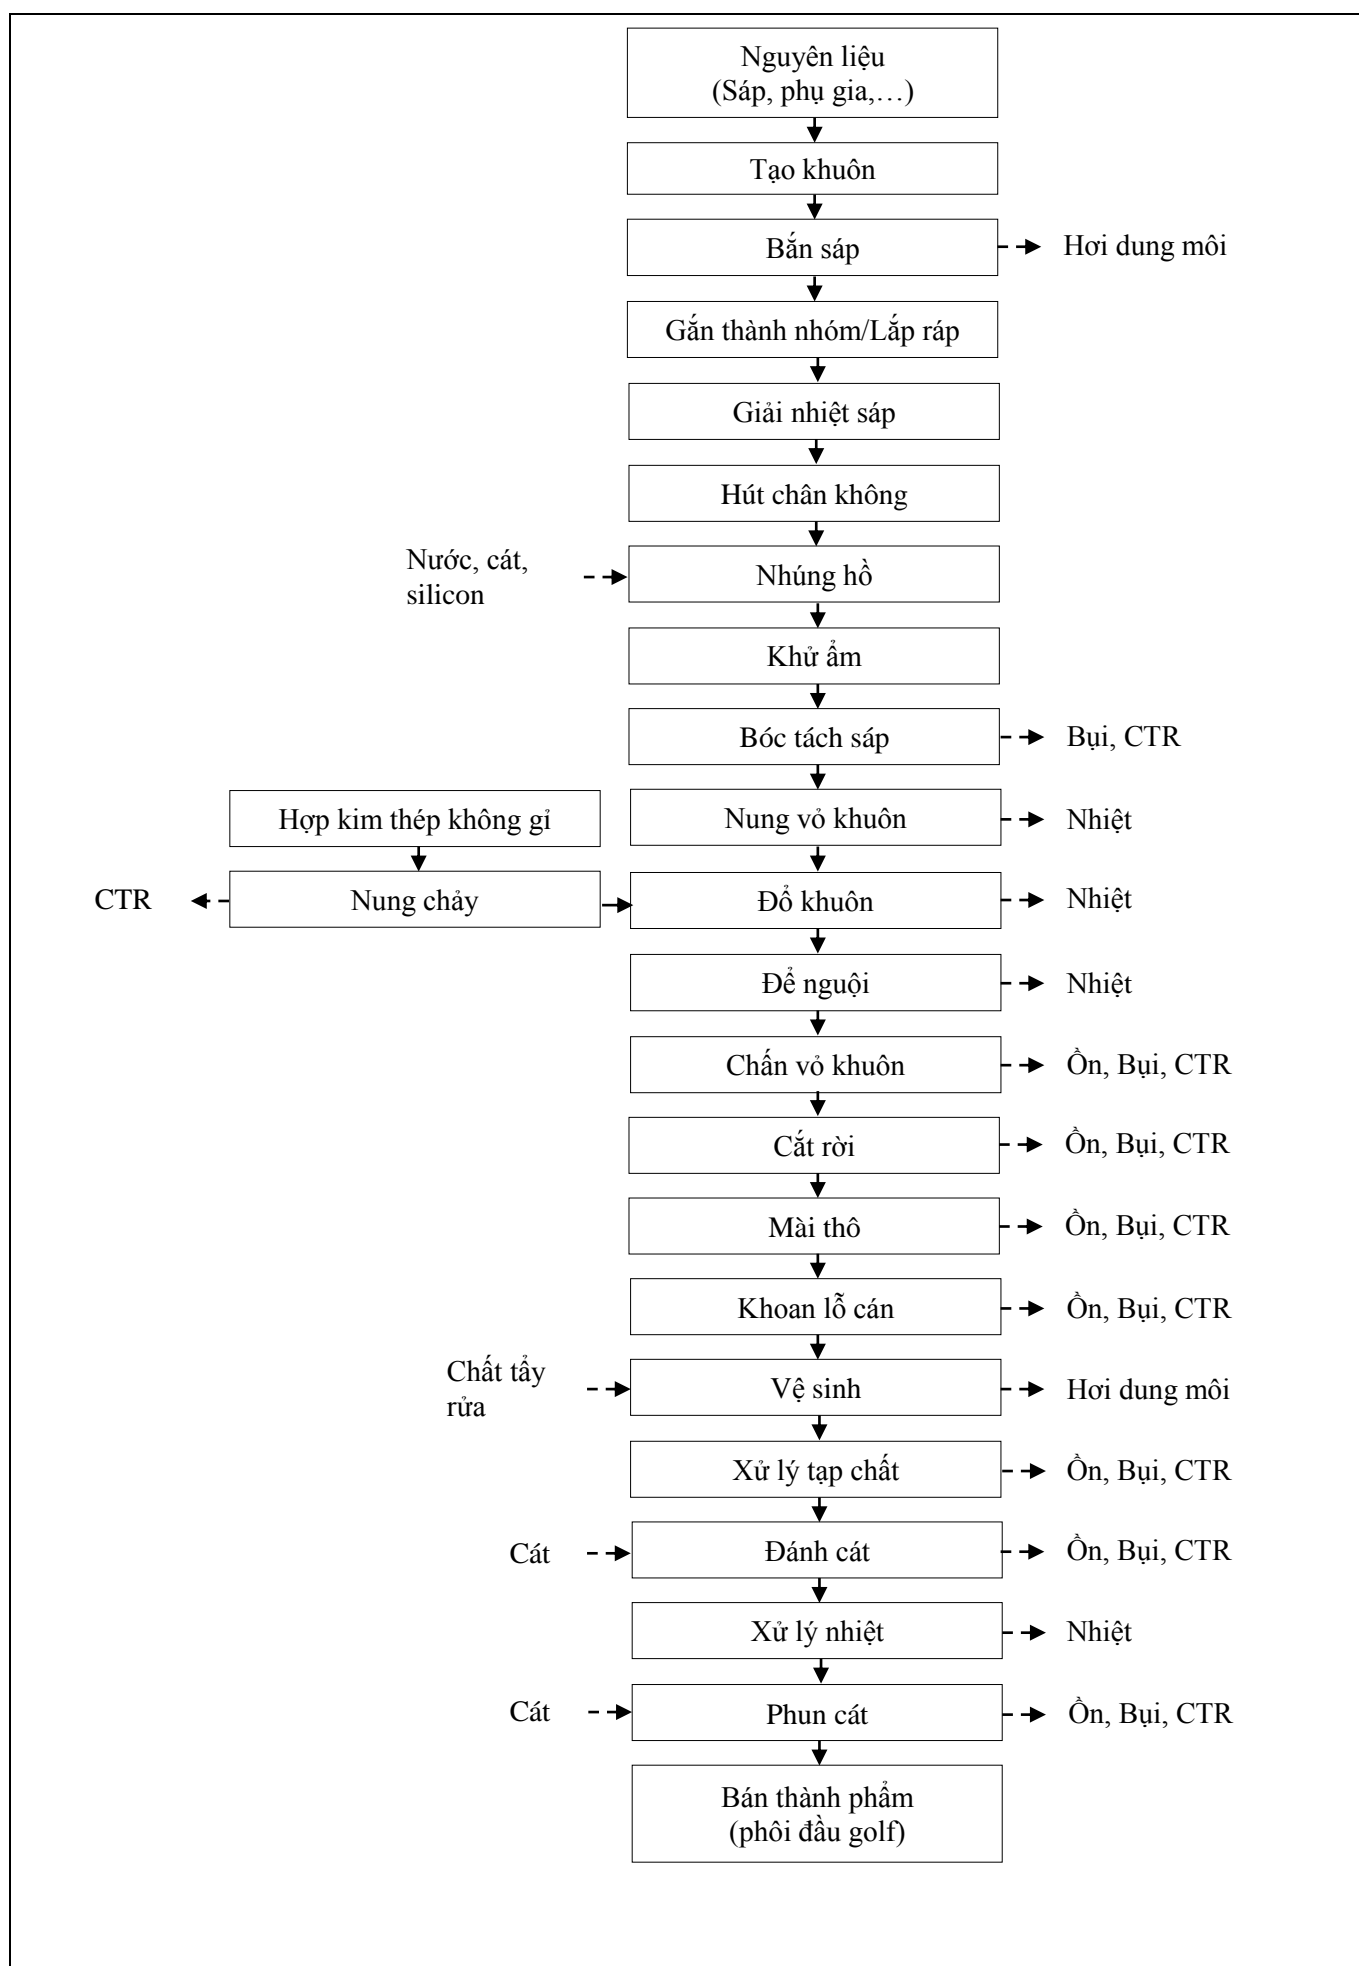 Nguyên liệu
(Sáp, phụ gia,…)
Tạo khuôn
Bắn sáp
Hơi dung môi
Gắn thành nhóm/Lắp ráp
Giải nhiệt sáp
Hút chân không
Nước, cát,
silicon
Nhúng hồ
Khử ẩm
Bóc tách sáp
Bụi, CTR
Hợp kim thép không gỉ
Nung vỏ khuôn
Nhiệt
CTR
Nung chảy
Đổ khuôn
Nhiệt
Để nguội
Nhiệt
Chấn vỏ khuôn
Ồn, Bụi, CTR
Cắt rời
Ồn, Bụi, CTR
Mài thô
Ồn, Bụi, CTR
Khoan lỗ cán
Ồn, Bụi, CTR
Chất tẩy
rửa
Vệ sinh
Hơi dung môi
Xử lý tạp chất
Ồn, Bụi, CTR
Cát
Đánh cát
Ồn, Bụi, CTR
Xử lý nhiệt
Nhiệt
Cát
Phun cát
Ồn, Bụi, CTR
Bán thành phẩm
(phôi đầu golf)